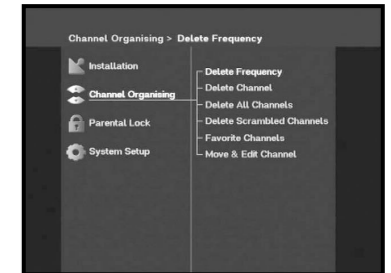 Channel Organising > Delete Frequency
Installation
Channel Organising
Parental Lock
System Setup
Delete Frequency
Delete Channel
Delete All Channels
Delete Scrambled Channels
Favorite Channels
Move & Edit Channel